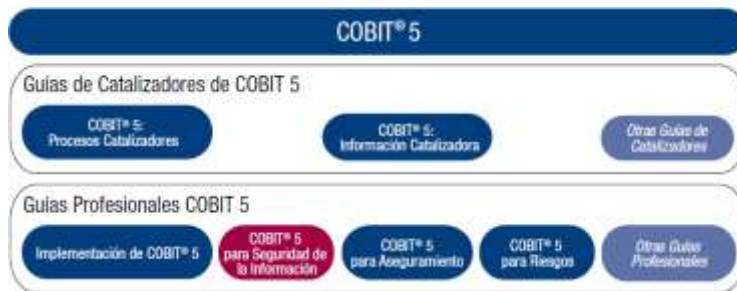 COBIT® 5
Guías de Catalizadores de COBIT 5
COBIT® 5:
Procesos Catalizadores
COBIT® 5:
Información Catalizadora
Otras Guías de
Catalizadores
Guías Profesionales COBIT 5
Implementación de COBIT® 5
COBIT® 5
para Seguridad de
la Información
COBIT® 5
para Aseguramiento
COBIT® 5
para Riesgos
Otras Guías
Profesionales